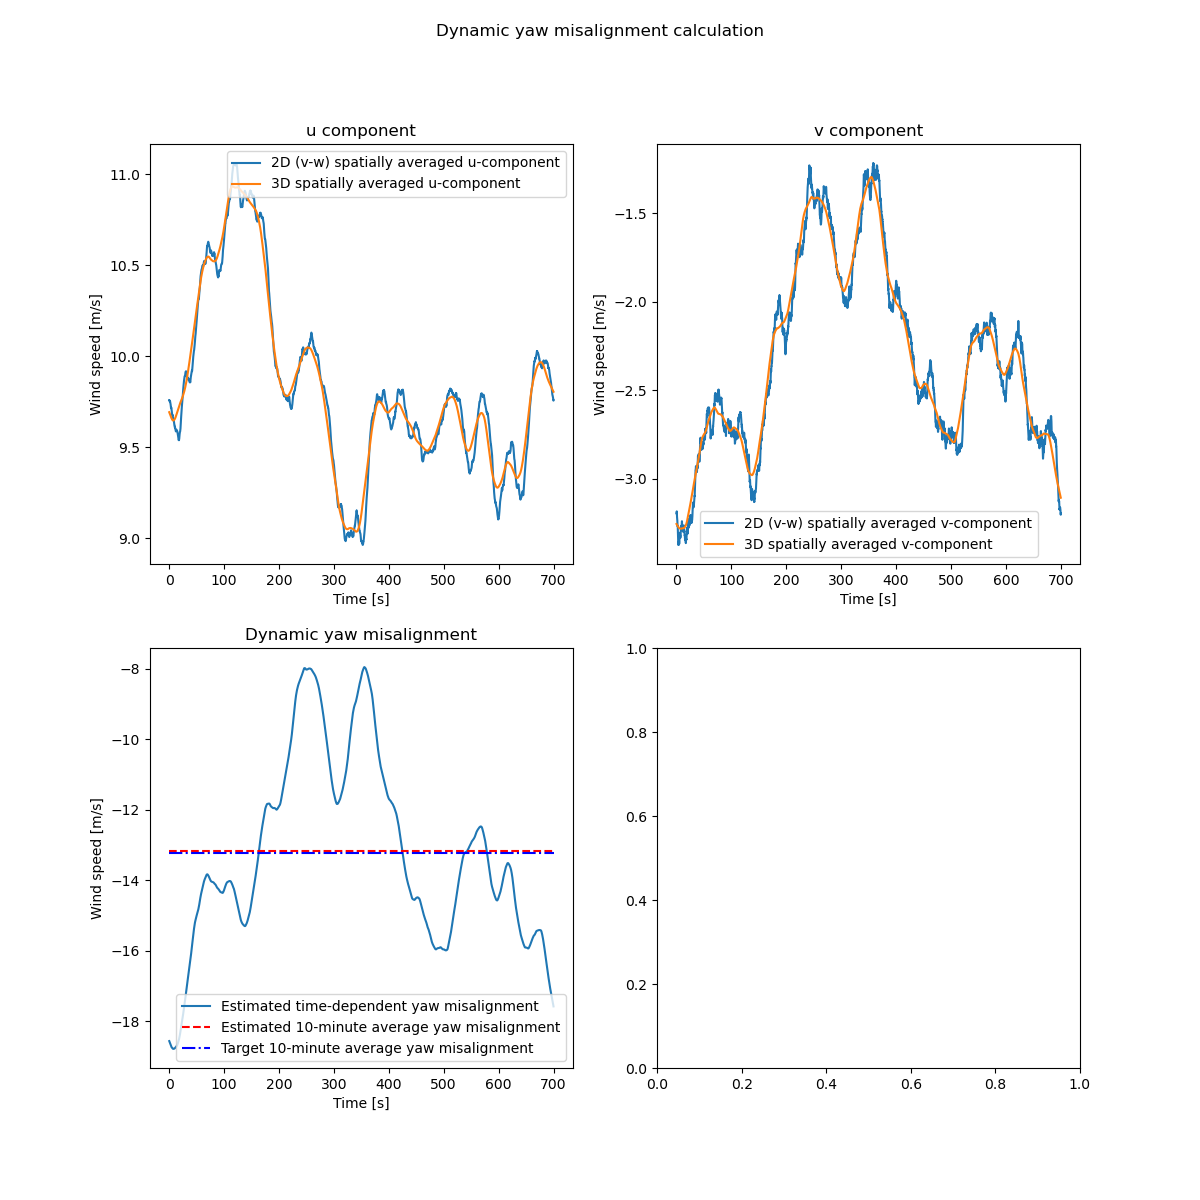 Dynamic yaw misalignment calculation
u component
2D (v-w) spatially averaged u-component
3D spatially averaged u-component
Wind speed [m/s]
11.0
10.5
10.0
9.5
9.0
0 100 200 300 400 500 600 700
Time [s]
v component
Wind speed [m/s]
−1.5
−2.0
−2.5
−3.0
2D (v-w) spatially averaged v-component
3D spatially averaged v-component
0 100 200 300 400 500 600 700
Time [s]
Dynamic yaw misalignment
Wind speed [m/s]
−8
−10
−12
−14
−16
−18
Estimated time-dependent yaw misalignment
Estimated 10-minute average yaw misalignment
Target 10-minute average yaw misalignment
0 100 200 300 400 500 600 700
Time [s]
1.0
0.8
0.6
0.4
0.2
0.0
0.0 0.2 0.4 0.6 0.8 1.0